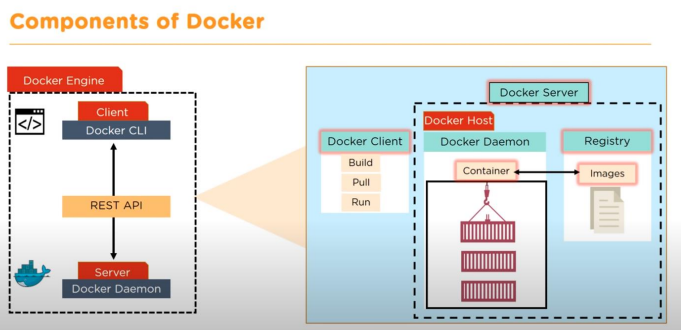 Components of Docker
Docker Engine
</>
Client
Docker CLI
REST API
Server
Docker Daemon
Docker Server
Docker Host
Docker Client
Docker Daemon
Registry
Build
Pull
Run
Container
Images